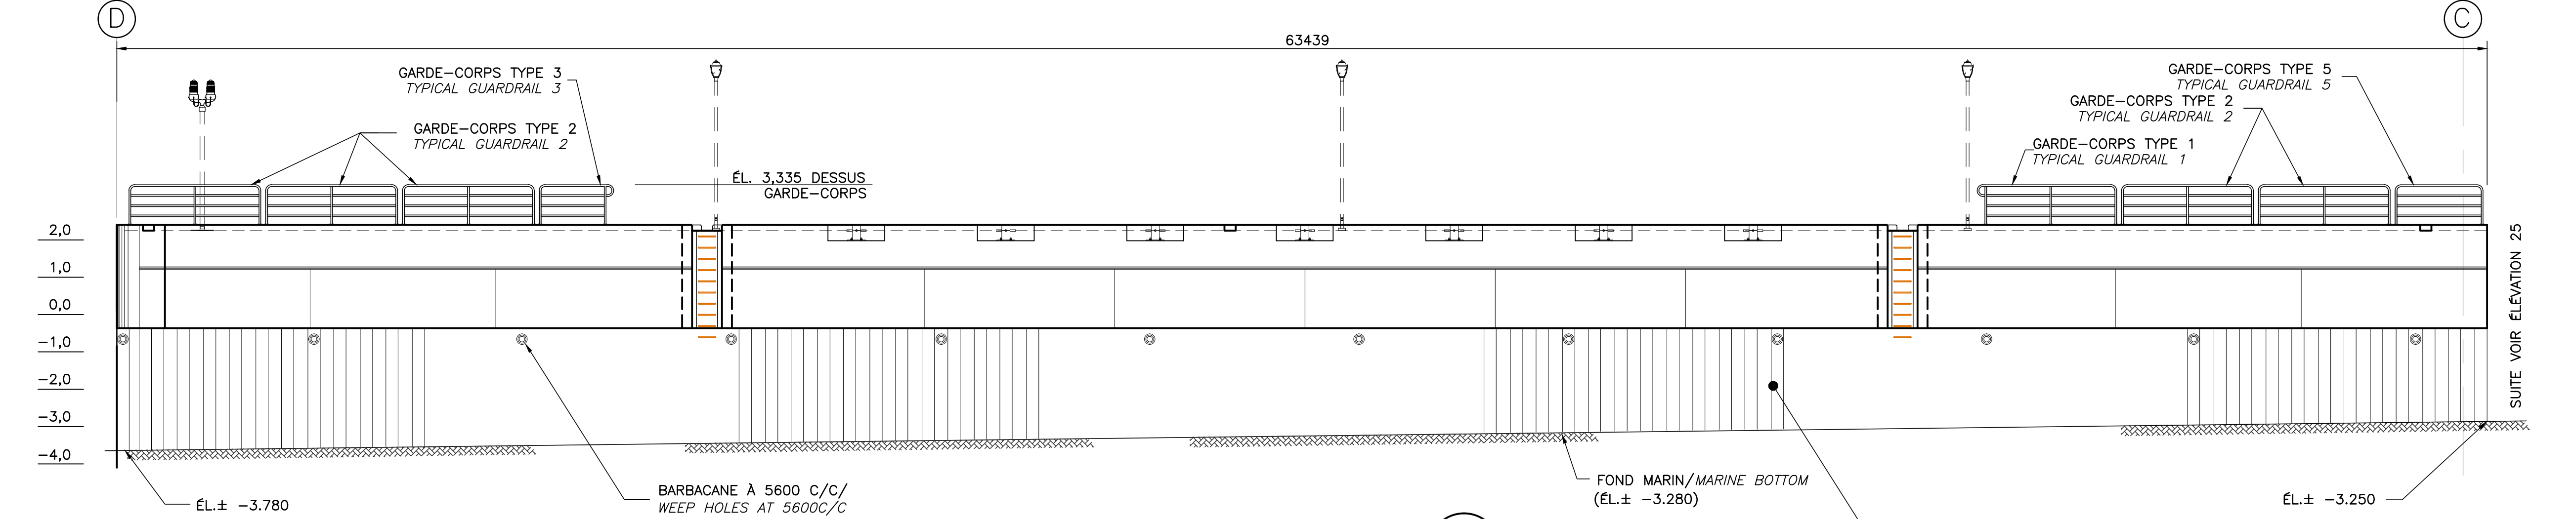 D
C
63439
GARDE-CORPS TYPE 3
TYPICAL GUARDRAIL 3
GARDE-CORPS TYPE 2
TYPICAL GUARDRAIL 2
ÉL. 3,335 DESSUS
GARDE-CORPS
GARDE-CORPS TYPE 5
TYPICAL GUARDRAIL 5
GARDE-CORPS TYPE 2
TYPICAL GUARDRAIL 2
GARDE-CORPS TYPE 1
TYPICAL GUARDRAIL 1
2,0
1,0
0,0
-1,0
-2,0
-3,0
-4,0
SUITE VOIR ÉLÉVATION 25
ÉL.± -3.780
BARBACANE À 5600 C/C/
WEEP HOLES AT 5600C/C
FOND MARIN/MARINE BOTTOM
(ÉL.± -3.280)
ÉL.± -3.250